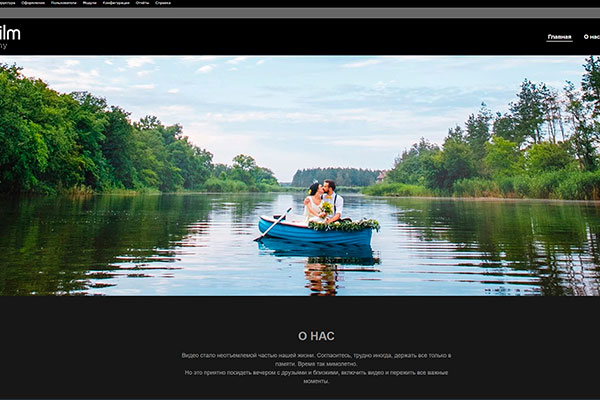 Оформление Пользователи Модули Конфигурация Отчёты Справка
ilm
ny
Главная О нас
О НАС
Видео стало неотъемлемой частью нашей жизни. Согласитесь, трудно иногда, держать все только в
памяти. Время так мимолетно.
Но это приятно посидеть вечером с друзьями и близкими, включить видео и пережить все важные
моменты.